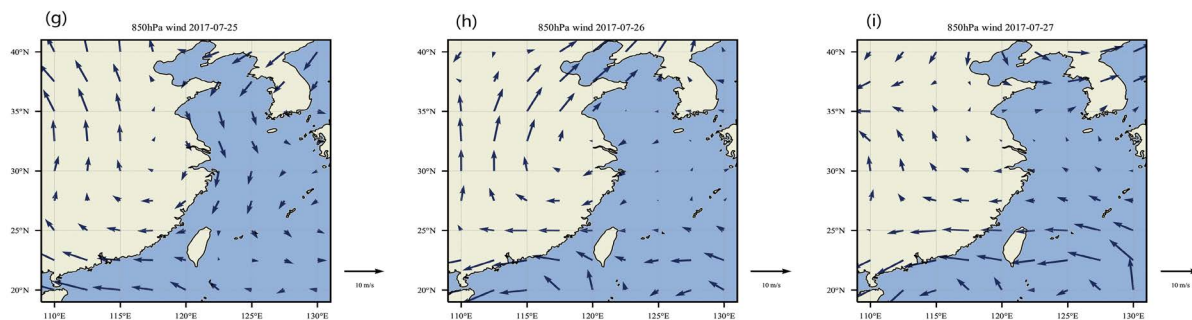 (g)
850hPa wind 2017-07-25
40°N
35°N
30°N
25°N
20°N
110°E 115°E 120°E 125°E 130°E
10 m/s
(h)
850hPa wind 2017-07-26
40°N
35°N
30°N
25°N
20°N
110°E 115°E 120°E 125°E 130°E
10 m/s
(i)
850hPa wind 2017-07-27
40°N
35°N
30°N
25°N
20°N
110°E 115°E 120°E 125°E 130°E
10 m/s